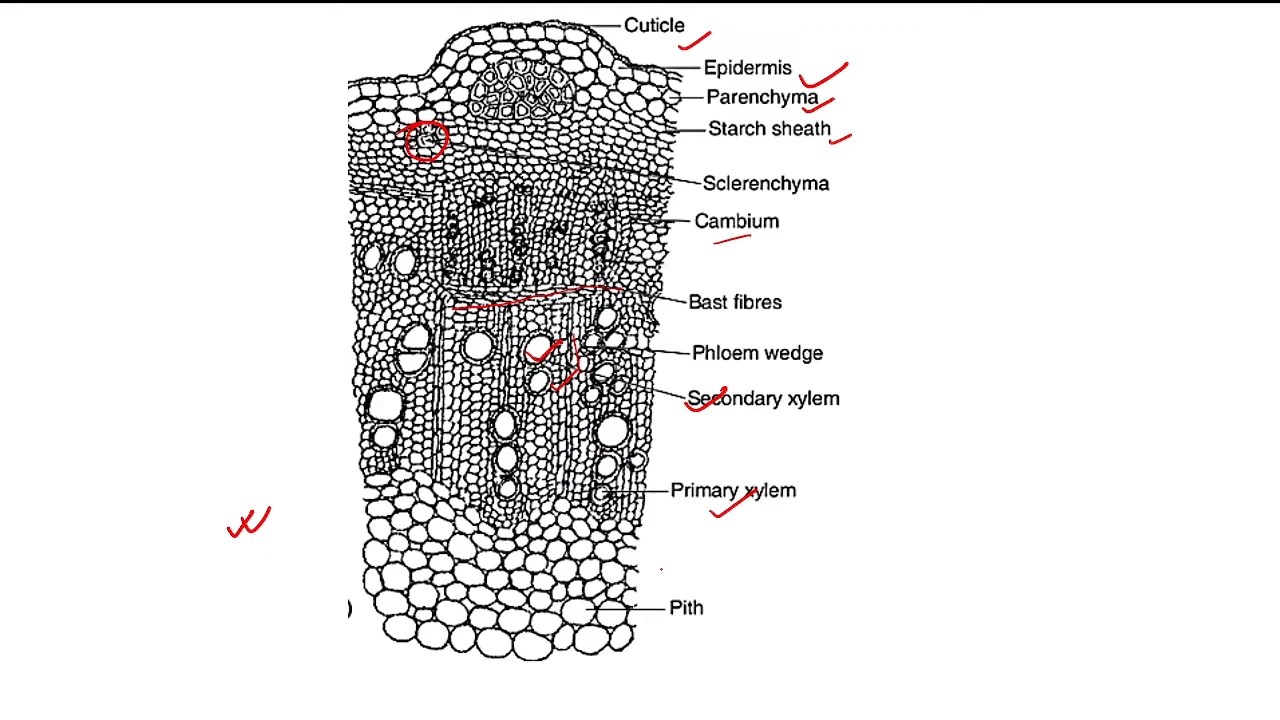 Cuticle
Epidermis
Parenchyma
Starch sheath
Sclerenchyma
Cambium
Bast fibres
Phloem wedge
Secondary xylem
Primary xylem
Pith